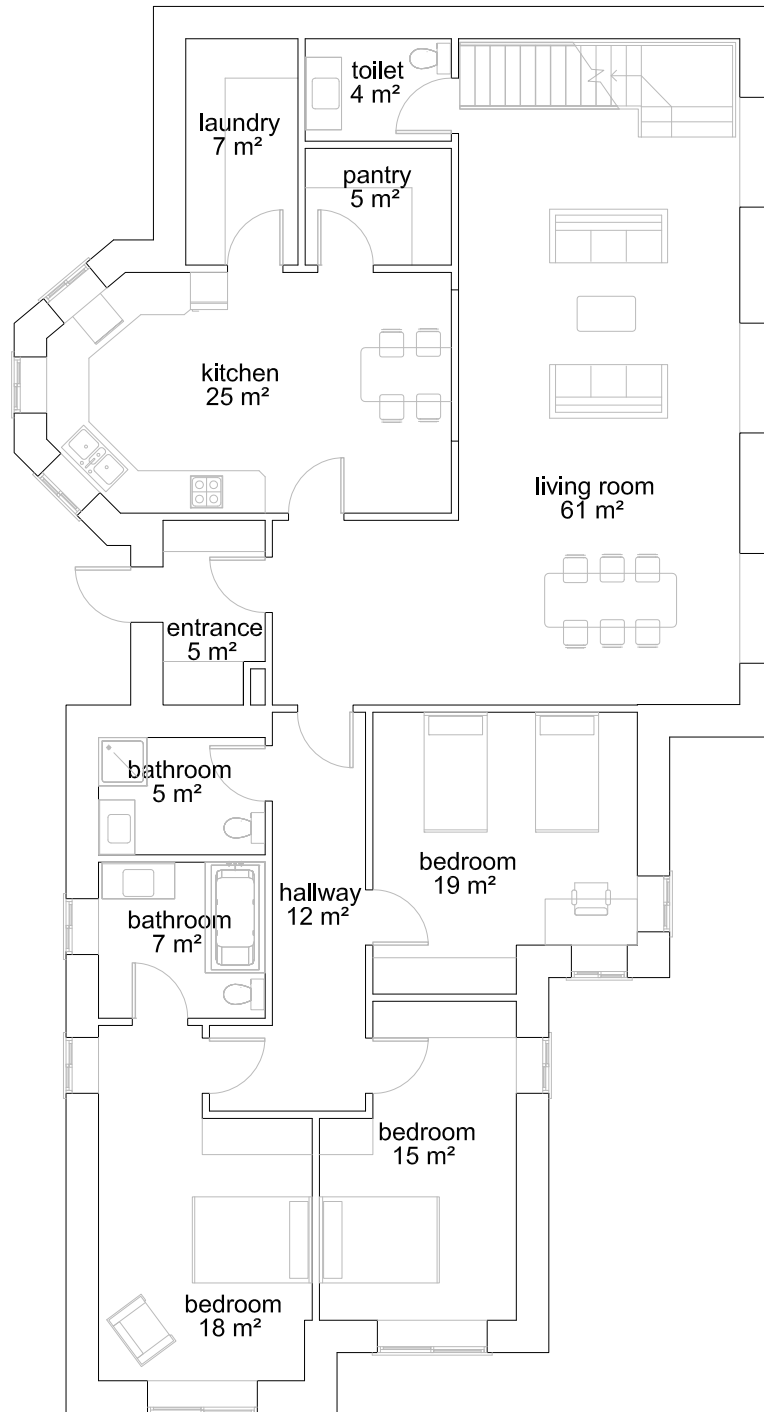 toilet
4 m²
laundry
7 m²
pantry
5 m²
kitchen
25 m²
living room
61 m²
entrance
5 m²
bathroom
5 m²
bedroom
19 m²
hallway
12 m²
bathroom
7 m²
bedroom
15 m²
bedroom
18 m²